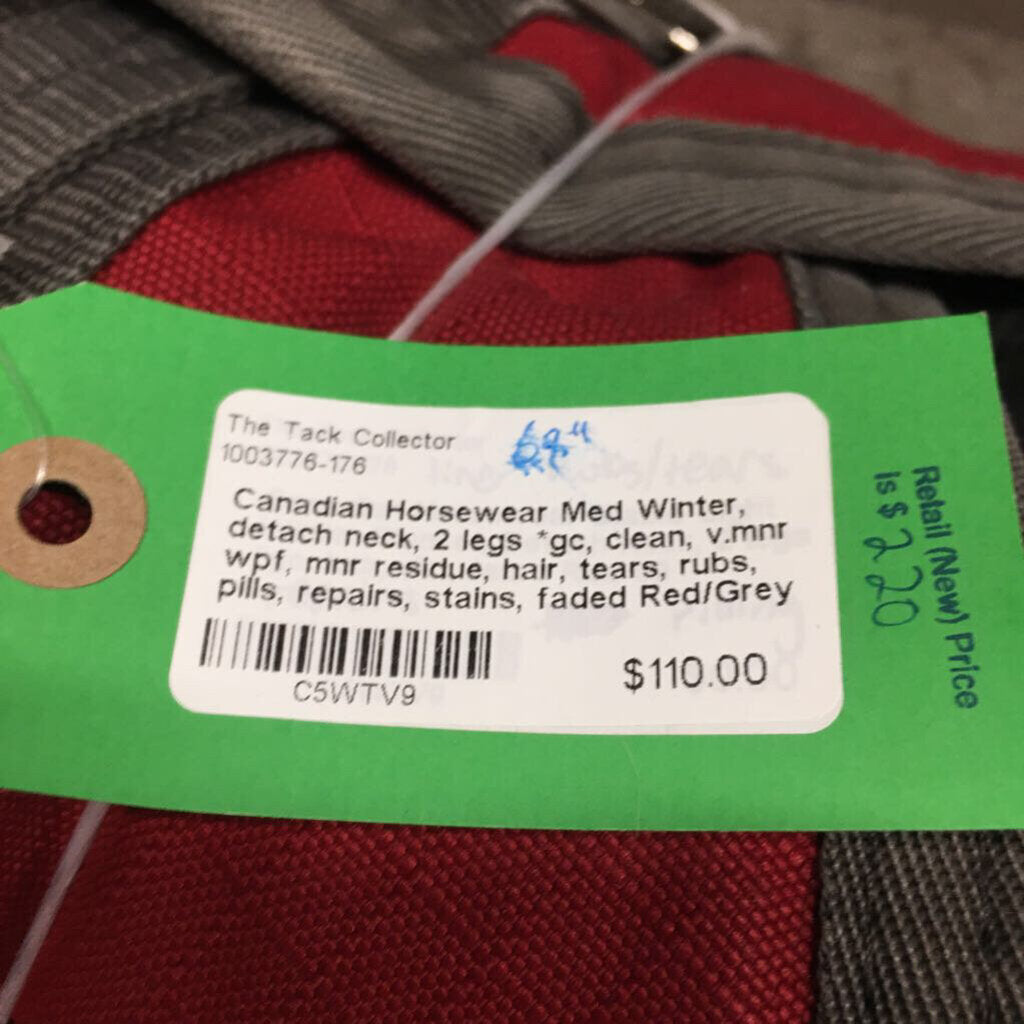 The Tack Collector
1003776-176
Canadian Horsewear Med Winter,
detach neck, 2 legs *gc, clean, v.mnr
wpf, mnr residue, hair, tears, rubs,
pills, repairs, stains, faded Red/Grey
C5WTV9
$110.00
Retail (New) Price
is $ 220